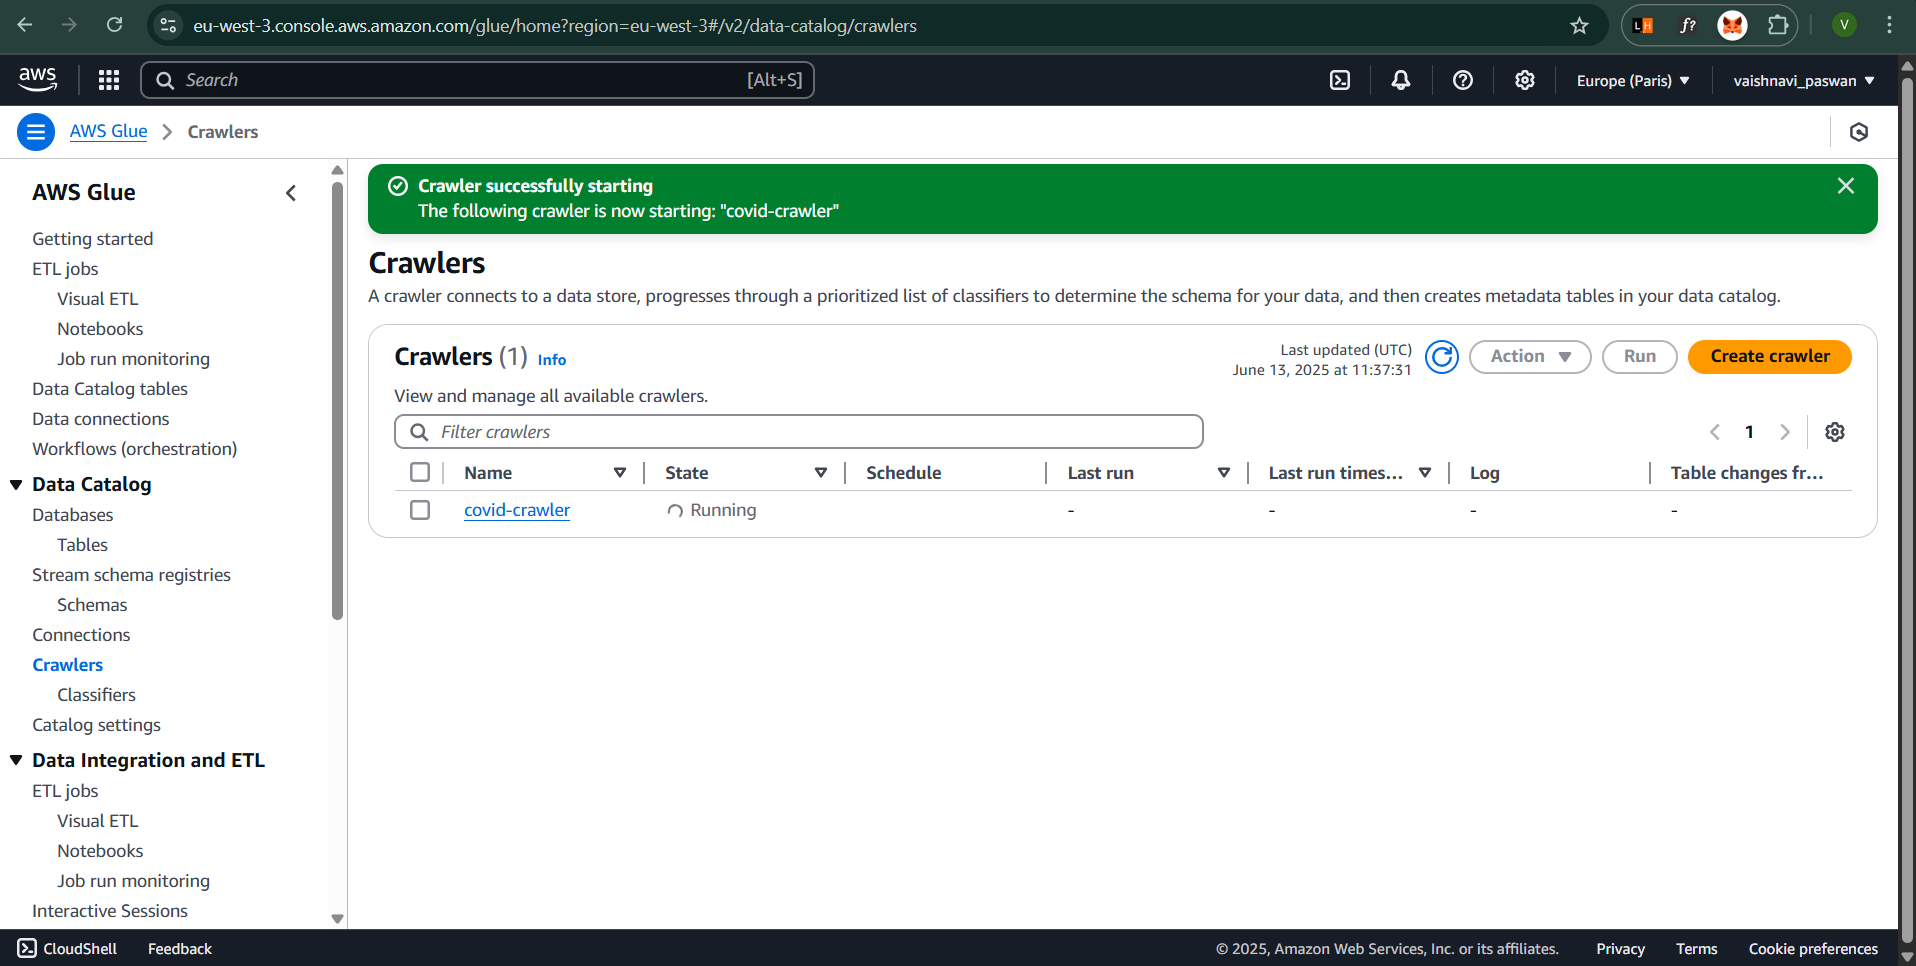 eu-west-3.console.aws.amazon.com/glue/home?region=eu-west-3#/v2/data-catalog/crawlers
LH
f?
V
aws
Search
[Alt+S]
Europe (Paris)
vaishnavi_paswan
AWS Glue
Crawlers
AWS Glue
Getting started
ETL jobs
Visual ETL
Notebooks
Job run monitoring
Data Catalog tables
Data connections
Workflows (orchestration)
Data Catalog
Databases
Tables
Stream schema registries
Schemas
Connections
Crawlers
Classifiers
Catalog settings
Data Integration and ETL
ETL jobs
Visual ETL
Notebooks
Job run monitoring
Interactive Sessions
Crawler successfully starting
The following crawler is now starting: "covid-crawler"
Crawlers
A crawler connects to a data store, progresses through a prioritized list of classifiers to determine the schema for your data, and then creates metadata tables in your data catalog.
Crawlers (1) Info
Last updated (UTC)
June 13, 2025 at 11:37:31
Action
Run
Create crawler
View and manage all available crawlers.
Filter crawlers
1
Name State Schedule Last run Last run times... Log Table changes fr...
covid-crawler Running - - - -
CloudShell Feedback © 2025, Amazon Web Services, Inc. or its affiliates. Privacy Terms Cookie preferences